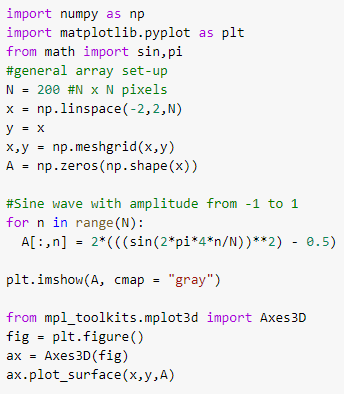 import numpy as np
import matplotlib.pyplot as plt
from math import sin,pi
#general array set-up
N = 200 #N x N pixels
x = np.linspace(-2,2,N)
y = x
x,y = np.meshgrid(x,y)
A = np.zeros(np.shape(x))

#Sine wave with amplitude from -1 to 1
for n in range(N):
  A[:,n] = 2*(((sin(2*pi*4*n/N))**2) - 0.5)

plt.imshow(A, cmap = "gray")

from mpl_toolkits.mplot3d import Axes3D
fig = plt.figure()
ax = Axes3D(fig)
ax.plot_surface(x,y,A)